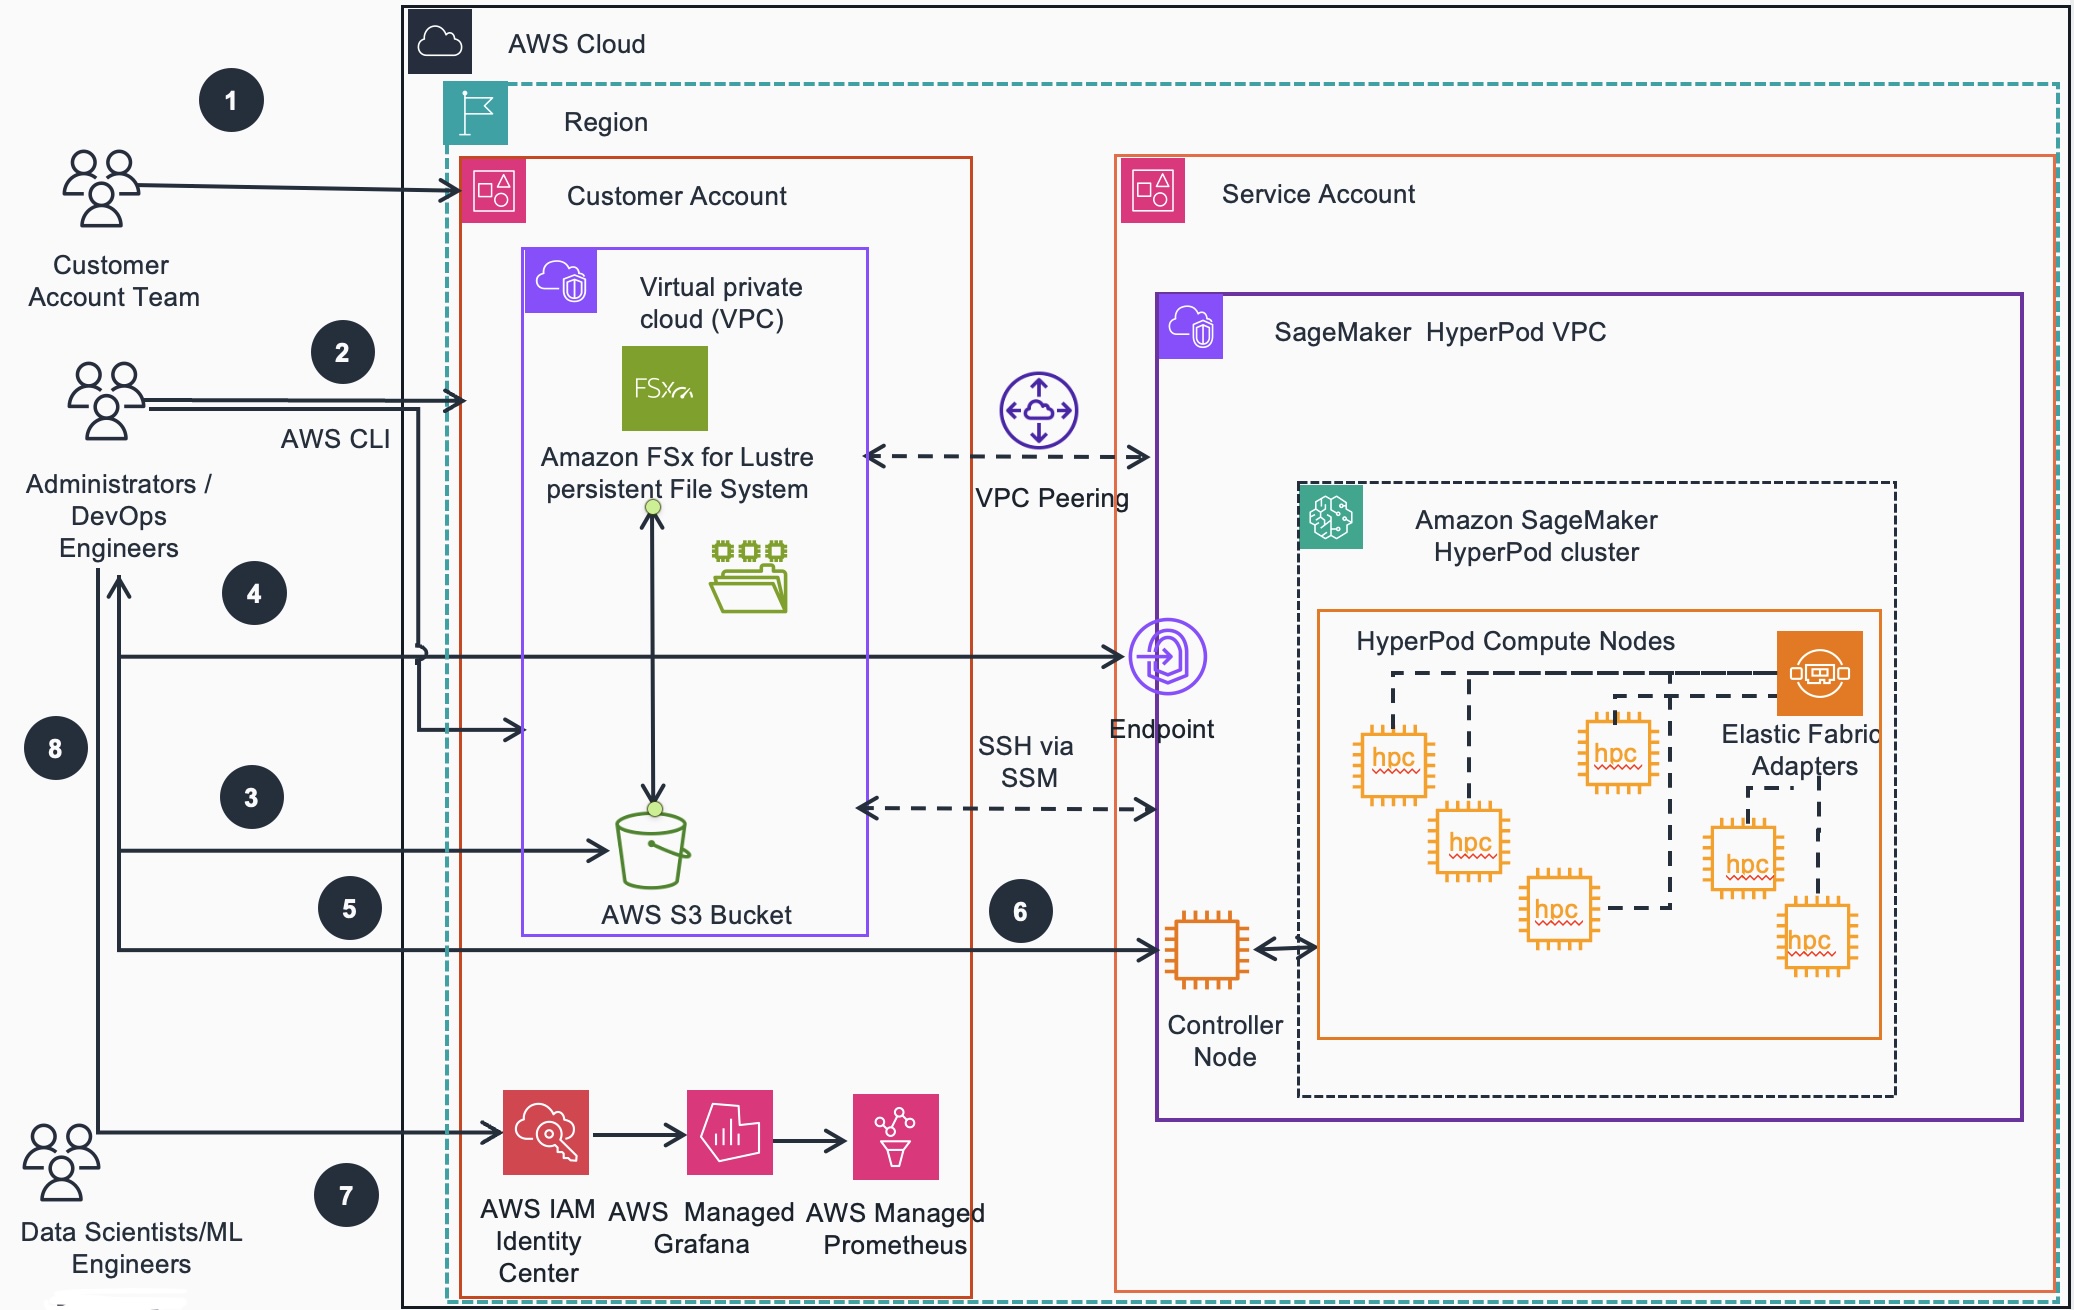 AWS Cloud
Region
1
Customer
Account Team
Customer Account
Service Account
Virtual private
cloud (VPC)
SageMaker  HyperPod VPC
2
AWS CLI
FSx
Amazon FSx for Lustre
persistent File System
VPC Peering
Administrators /
DevOps
Engineers
Amazon SageMaker
HyperPod cluster
4
HyperPod Compute Nodes
Endpoint
SSH via
SSM
Elastic Fabric
Adapters
hpc
hpc
hpc
hpc
hpc
hpc
8
3
5
6
AWS S3 Bucket
Controller
Node
7
AWS IAM
Identity
Center
AWS  Managed
Grafana
AWS Managed
Prometheus
Data Scientists/ML
Engineers